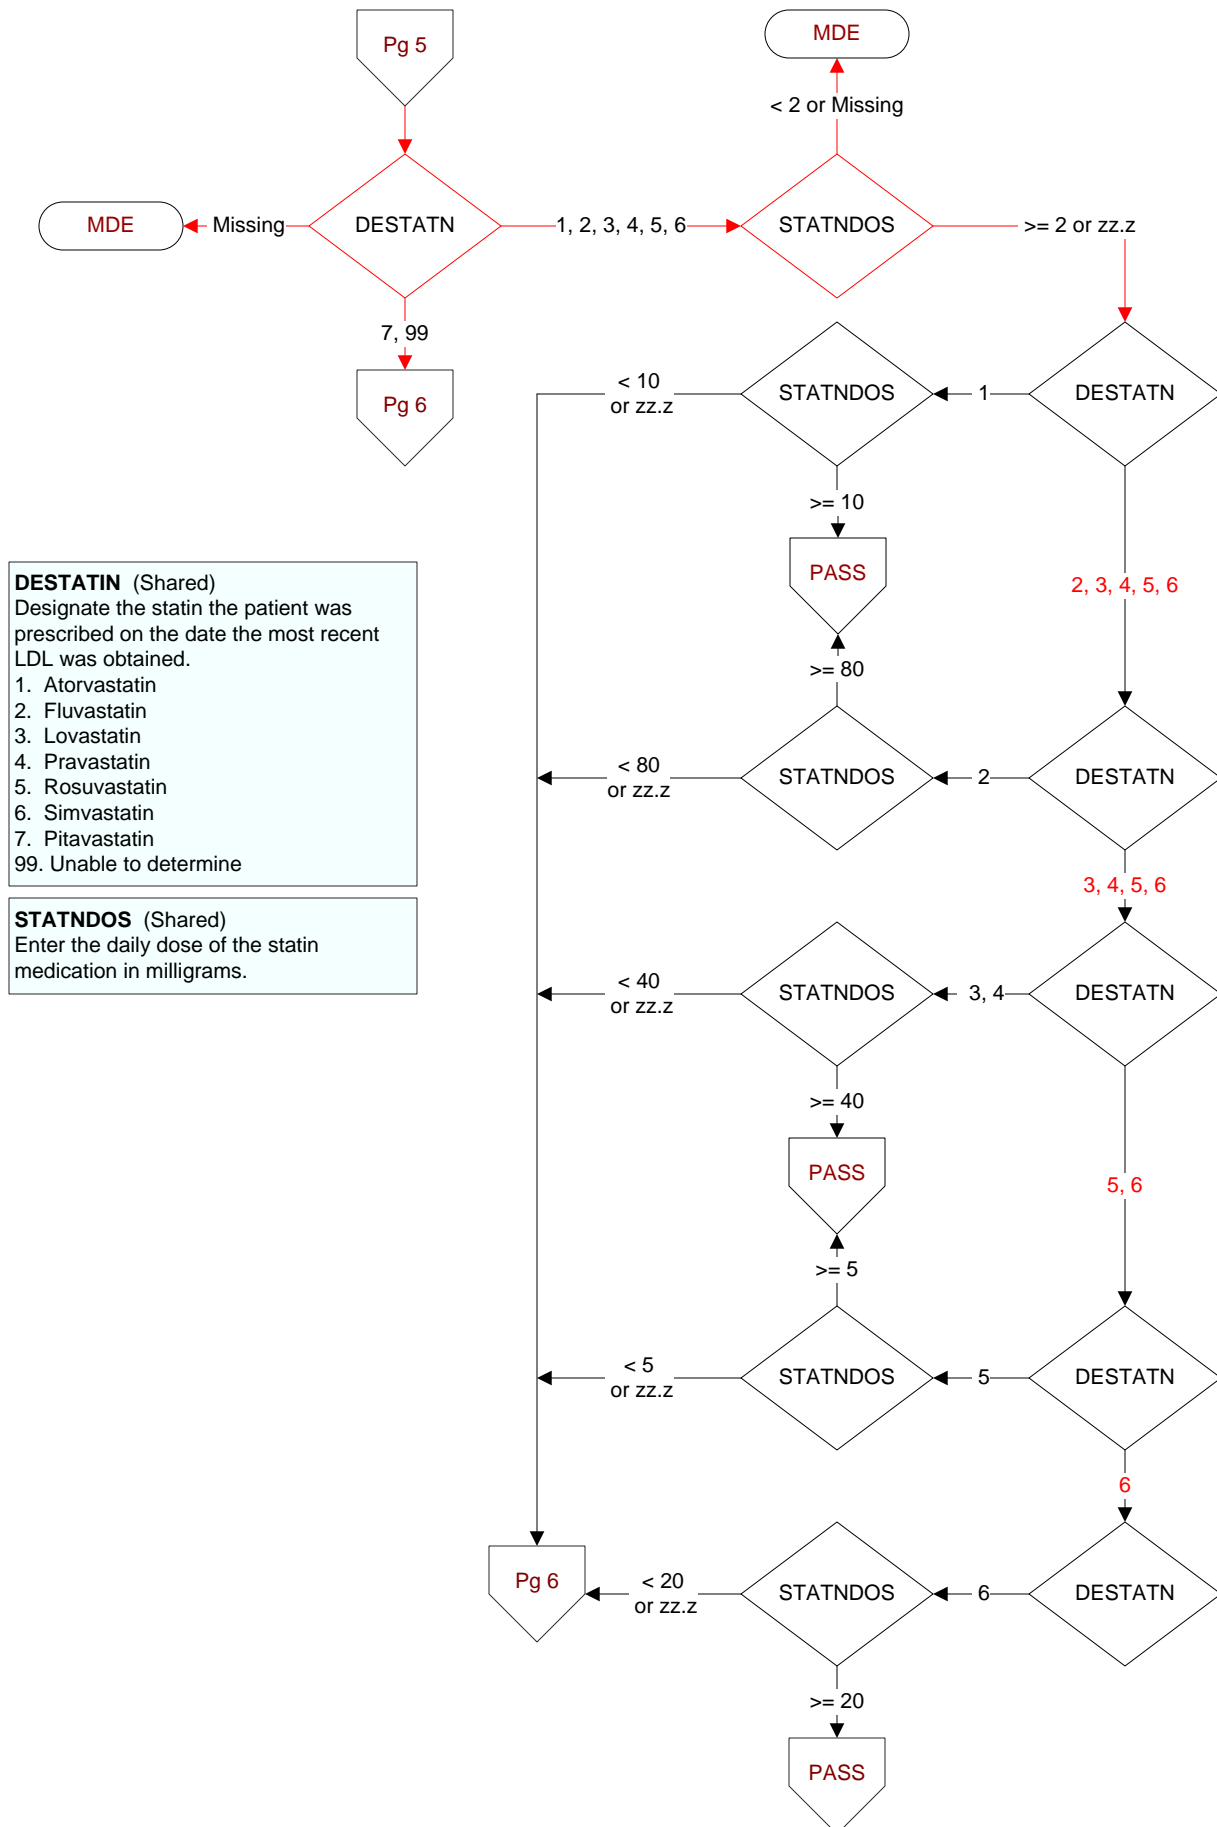 Pg 5
MDE
< 2 or Missing
MDE
Missing
DESTATN
1, 2, 3, 4, 5, 6
STATNDOS
>= 2 or zz.z
7, 99
Pg 6
< 10
or zz.z
STATNDOS
1
DESTATN
>= 10
PASS
2, 3, 4, 5, 6
DESTATIN (Shared)
Designate the statin the patient was
prescribed on the date the most recent
LDL was obtained.
1. Atorvastatin
2. Fluvastatin
3. Lovastatin
4. Pravastatin
5. Rosuvastatin
6. Simvastatin
7. Pitavastatin
99. Unable to determine
>= 80
< 80
or zz.z
STATNDOS
2
DESTATN
3, 4, 5, 6
STATNDOS (Shared)
Enter the daily dose of the statin
medication in milligrams.
< 40
or zz.z
STATNDOS
3, 4
DESTATN
>= 40
PASS
5, 6
>= 5
< 5
or zz.z
STATNDOS
5
DESTATN
6
Pg 6
< 20
or zz.z
STATNDOS
6
DESTATN
>= 20
PASS